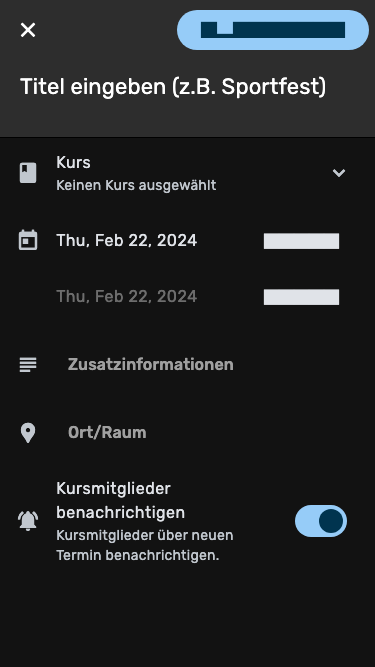 Titel eingeben (z.B. Sportfest)
Kurs
Keinen Kurs ausgewählt
Thu, Feb 22, 2024
Thu, Feb 22, 2024
Zusatzinformationen
Ort/Raum
Kursmitglieder
benachrichtigen
Kursmitglieder über neuen
Termin benachrichtigen.